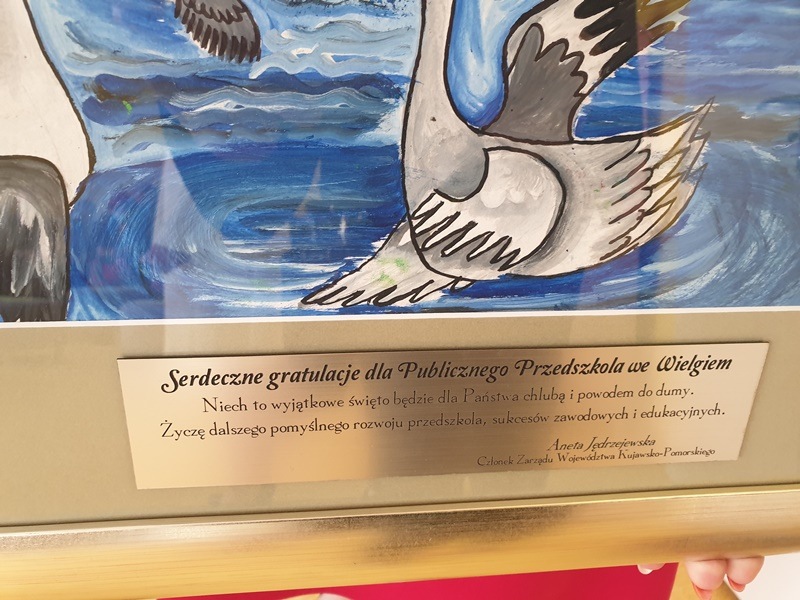 Serdeczne gratulacje dla Publicznego Przedszkola we Wielgiem
Niech to wyjątkowe święto będzie dla Państwa chlubą i powodem do dumy.
Życzę dalszego pomyślnego rozwoju przedszkola, sukcesów zawodowych i edukacyjnych.
Aneta Jędrzejewska
Członek Zarządu Województwa Kujawsko-Pomorskiego